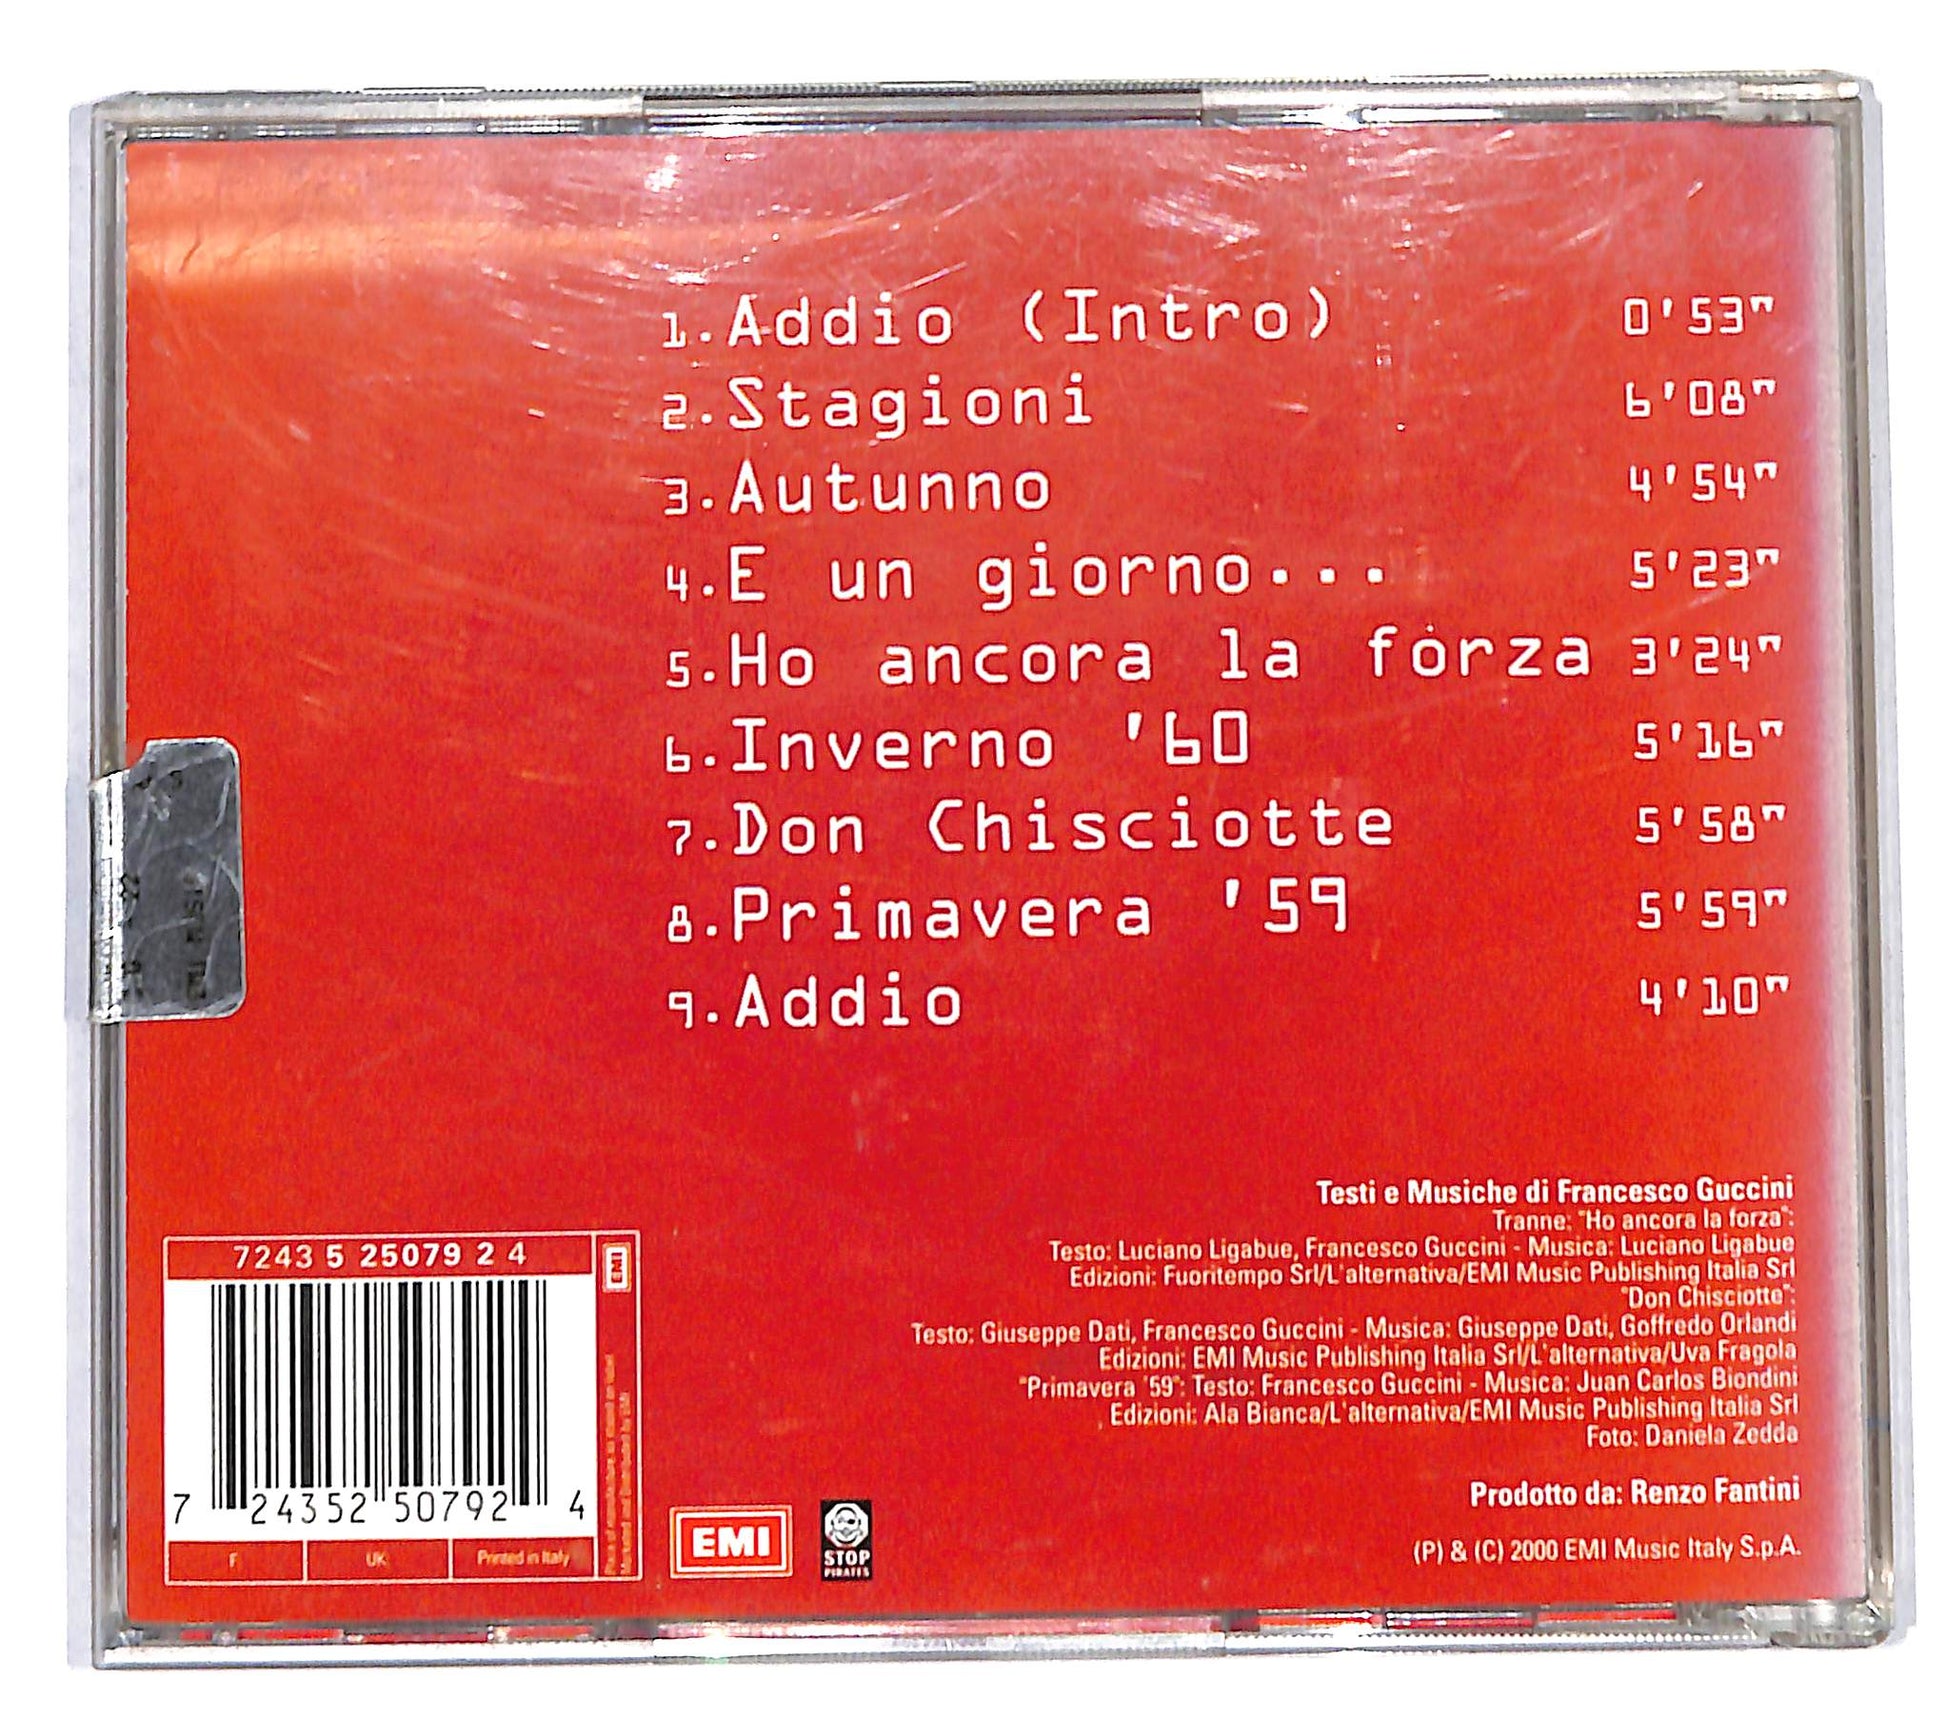 1. Addio (Intro) 0'53"
2. Stagioni 6'08"
3. Autunno 4'54"
4. E un giorno... 5'23"
5. Ho ancora la forza 3'24"
6. Inverno '60 5'16"
7. Don Chisciotte 5'58"
8. Primavera '59 5'59"
9. Addio 4'10"
Testi e Musiche di Francesco Guccini
Tranne: "Ho ancora la forza":
Testo: Luciano Ligabue, Francesco Guccini - Musica: Luciano Ligabue
Edizioni: Fuoritempo Srl/L'alternativa/EMI Music Publishing Italia Srl
"Don Chisciotte":
Testo: Giuseppe Dati, Francesco Guccini - Musica: Giuseppe Dati, Goffredo Orlandi
Edizioni: EMI Music Publishing Italia Srl/L'alternativa/Uva Fragola
"Primavera '59": Testo: Francesco Guccini - Musica: Juan Carlos Biondini
Edizioni: Ala Bianca/L'alternativa/EMI Music Publishing Italia Srl
Foto: Daniela Zedda
Prodotto da: Renzo Fantini
(P) & (C) 2000 EMI Music Italy S.p.A.
7243 5 25079 2 4
EMI
7 24352 50792 4
F UK Printed in Italy
EMI
STOP
PIRATES